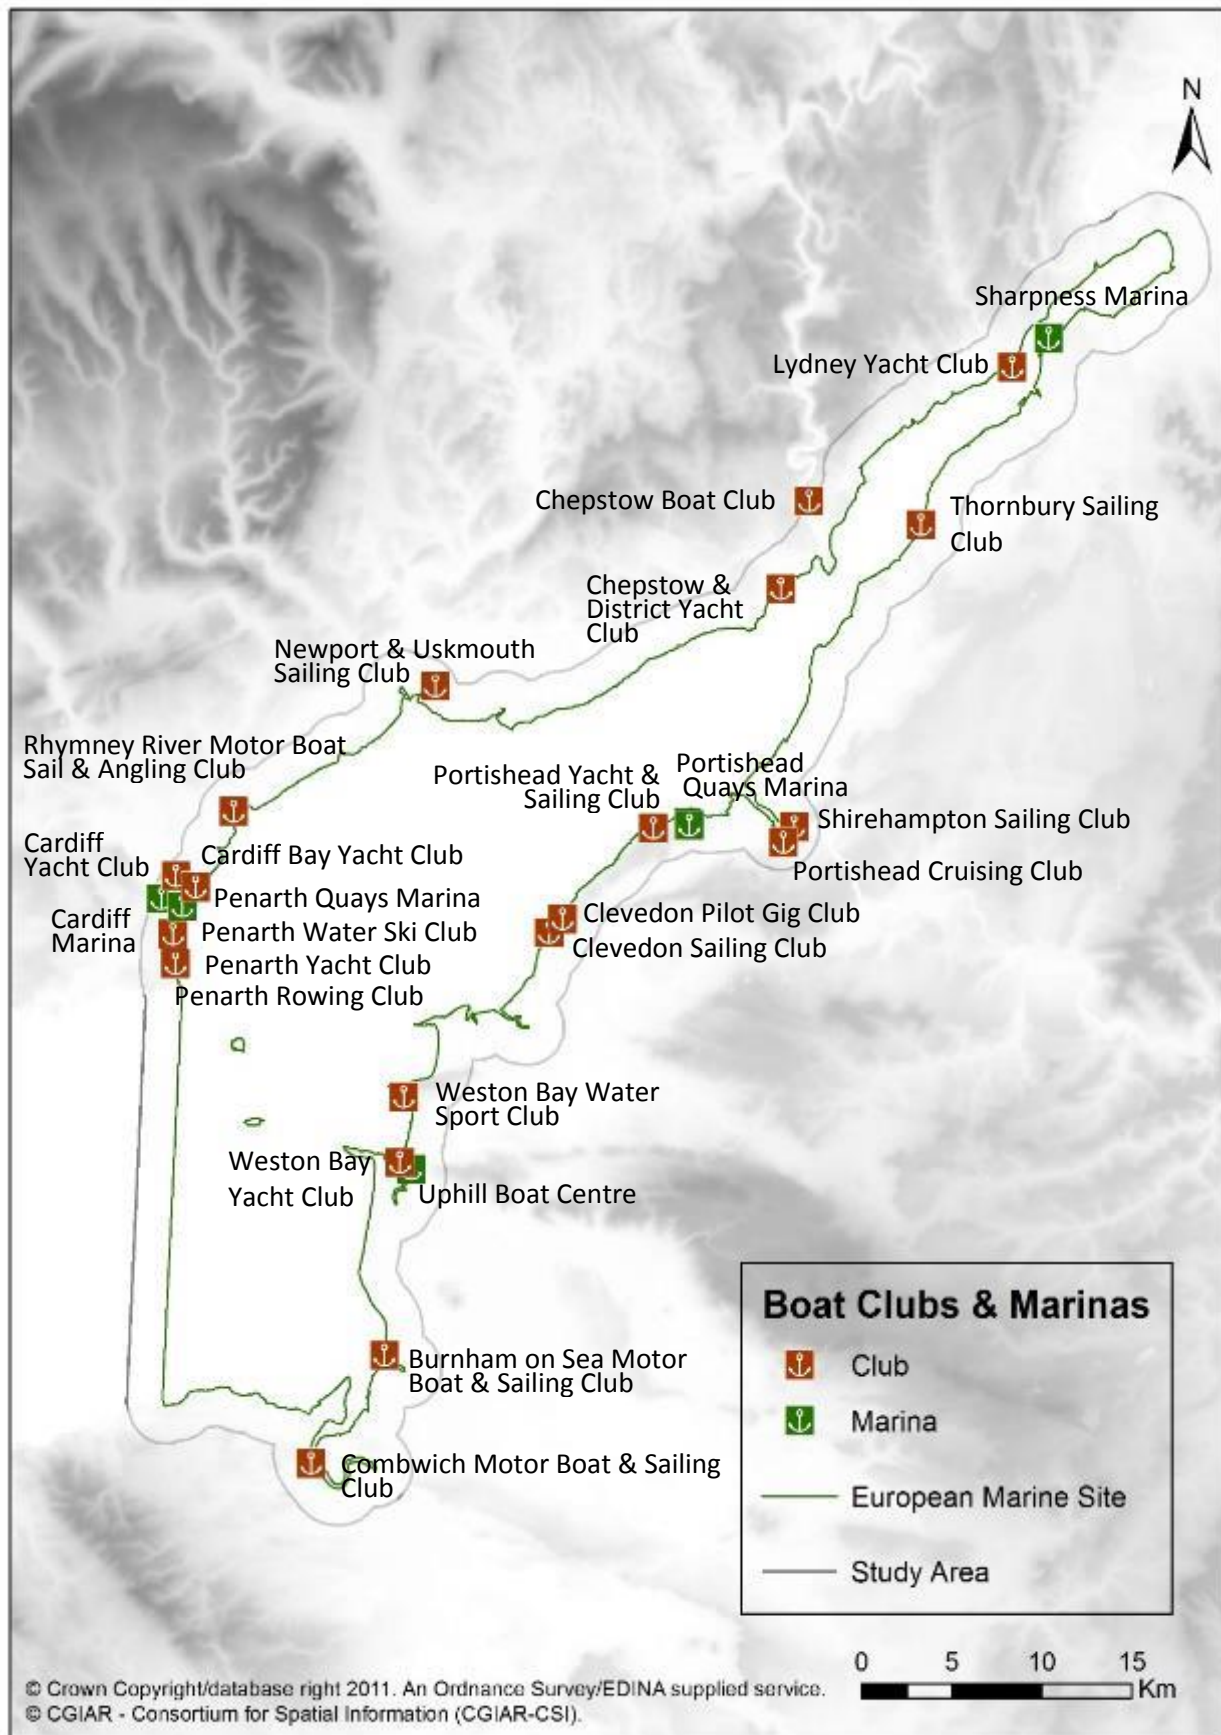 N
Sharpness Marina
Lydney Yacht Club
Chepstow Boat Club
Thornbury Sailing
Club
Chepstow &
District Yacht
Club
Newport & Uskmouth
Sailing Club
Rhymney River Motor Boat
Sail & Angling Club
Portishead Yacht &
Sailing Club
Portishead
Quays Marina
Shirehampton Sailing Club
Portishead Cruising Club
Cardiff
Yacht Club
Cardiff Bay Yacht Club
Penarth Quays Marina
Cardiff
Marina
Penarth Water Ski Club
Penarth Yacht Club
Penarth Rowing Club
Clevedon Pilot Gig Club
Clevedon Sailing Club
Weston Bay Water
Sport Club
Weston Bay
Yacht Club
Uphill Boat Centre
Burnham on Sea Motor
Boat & Sailing Club
Combwich Motor Boat & Sailing
Club
Boat Clubs & Marinas
Club
Marina
European Marine Site
Study Area
0 5 10 15
Km
© Crown Copyright/database right 2011. An Ordnance Survey/EDINA supplied service.
© CGIAR - Consortium for Spatial Information (CGIAR-CSI).